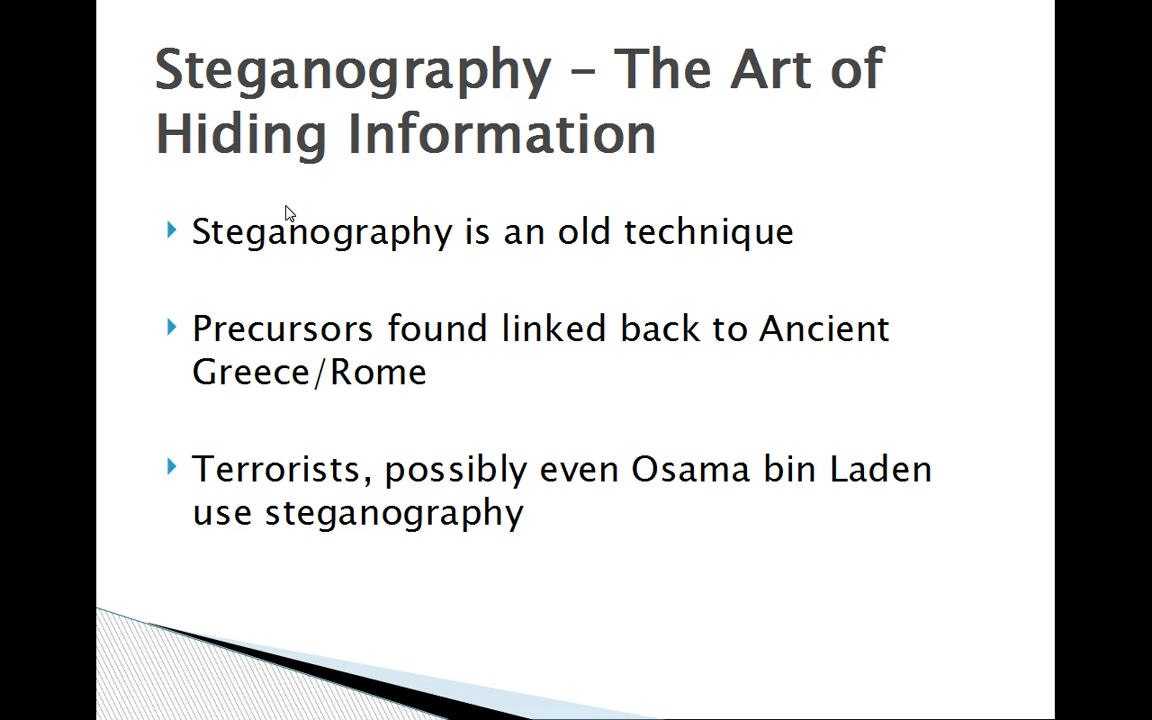 Steganography – The Art of
Hiding Information
Steganography is an old technique
Precursors found linked back to Ancient
Greece/Rome
Terrorists, possibly even Osama bin Laden
use steganography